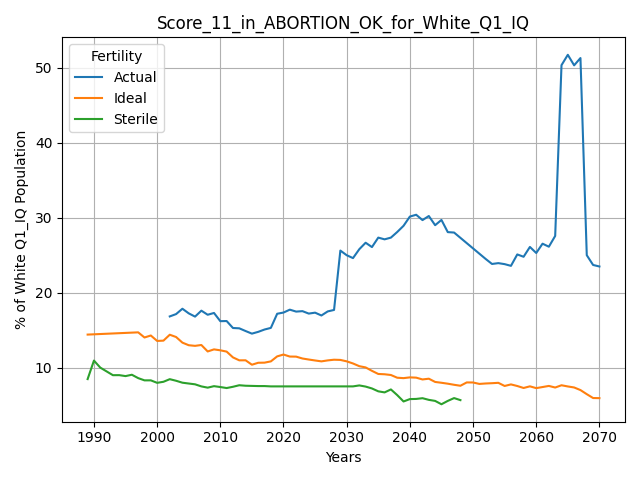 Score_11_in_ABORTION_OK_for_White_Q1_IQ
Fertility
Actual
Ideal
Sterile
% of White Q1_IQ Population
50
40
30
20
10
1990 2000 2010 2020 2030 2040 2050 2060 2070
Years